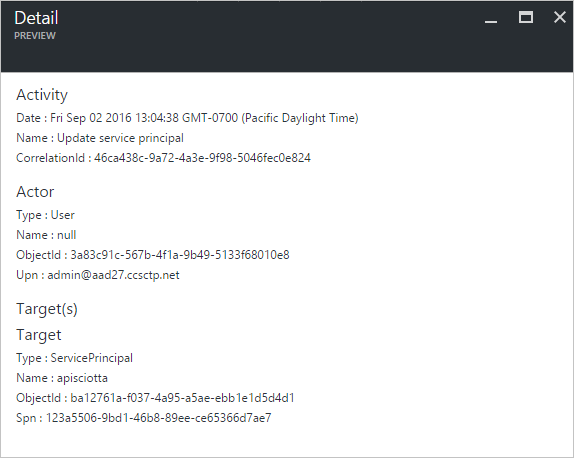 Detail
PREVIEW
Activity
Date : Fri Sep 02 2016 13:04:38 GMT-0700 (Pacific Daylight Time)
Name : Update service principal
CorrelationId : 46ca438c-9a72-4a3e-9f98-5046fec0e824
Actor
Type : User
Name : null
ObjectId : 3a83c91c-567b-4f1a-9b49-5133f68010e8
Upn : admin@aad27.ccsctp.net
Target(s)
Target
Type : ServicePrincipal
Name : apisciotta
ObjectId : ba12761a-f037-4a95-a5ae-ebb1e1d5d4d1
Spn : 123a5506-9bd1-46b8-89ee-ce65366d7ae7